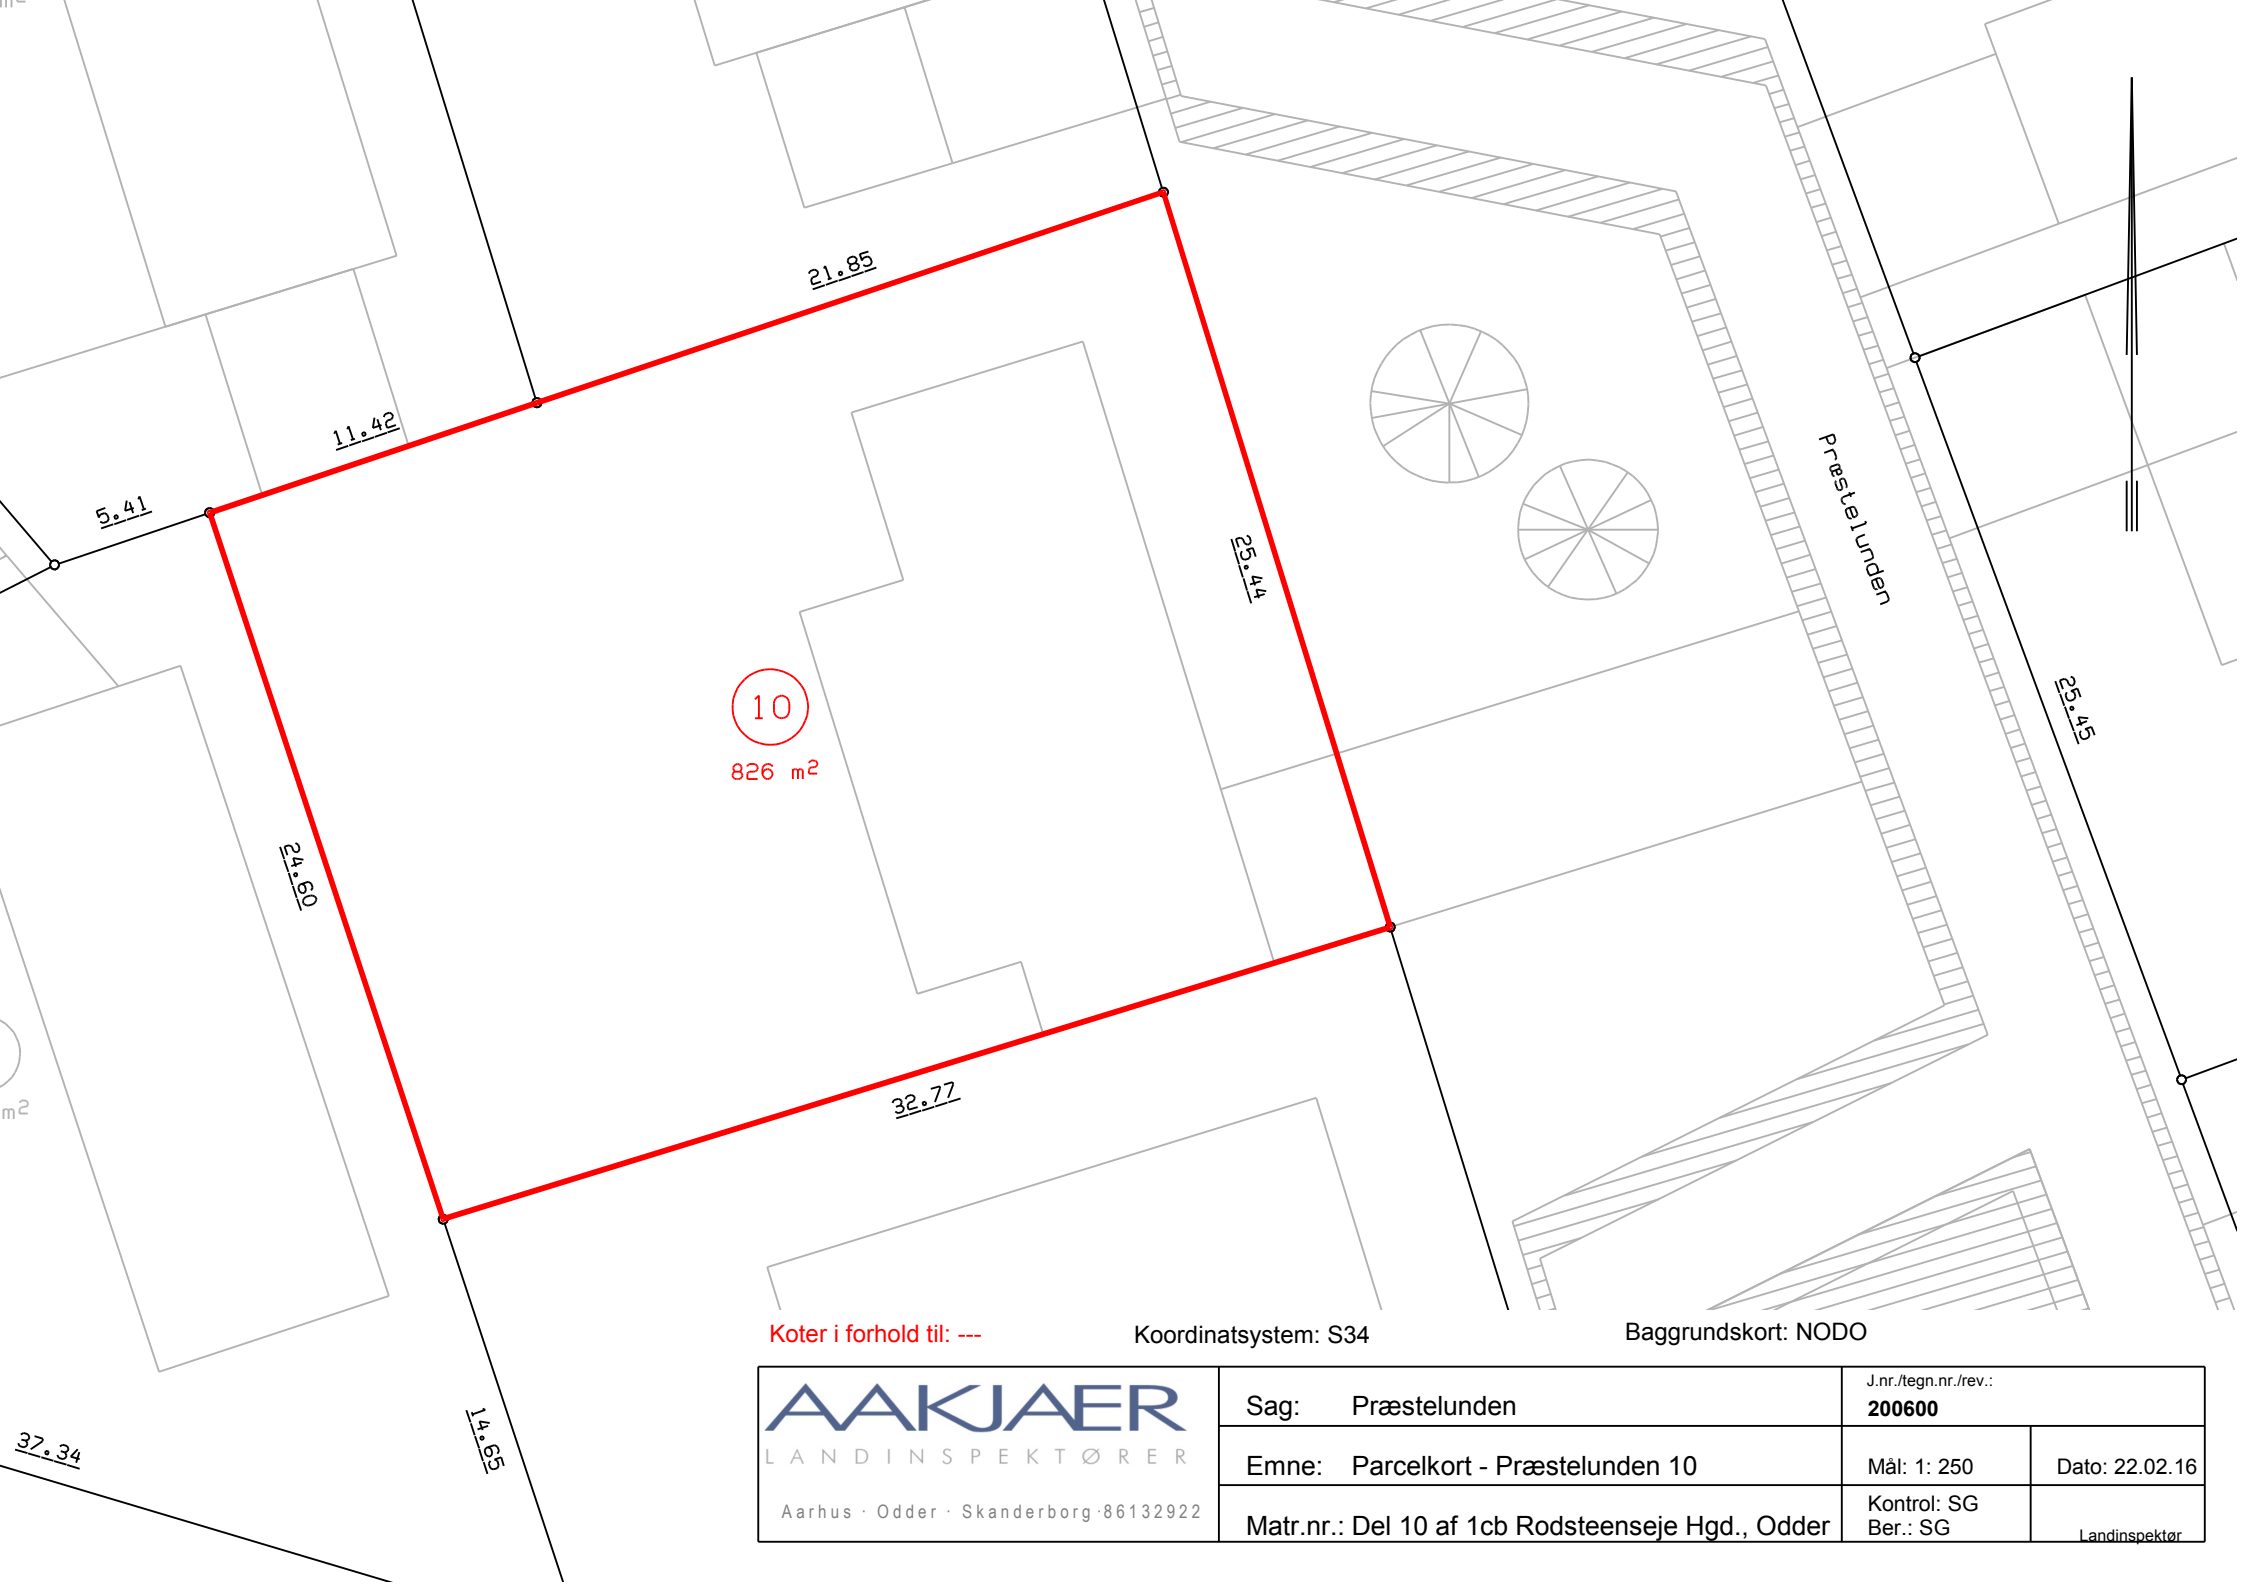 m²
21.85
11.42
5.41
25.44
Præstelunden
10
826 m²
25.45
24.60
m²
32.77
14.65
37.34
Koter i forhold til: ---
Koordinatsystem: S34
Baggrundskort: NODO
AAKJAER
LANDINSPEKTØRER
Aarhus · Odder · Skanderborg ·86132922
Sag: Præstelunden
Emne: Parcelkort - Præstelunden 10
Matr.nr.: Del 10 af 1cb Rodsteenseje Hgd., Odder
J.nr./tegn.nr./rev.:
200600
Mål: 1: 250
Dato: 22.02.16
Kontrol: SG
Ber.: SG
Landinspektør